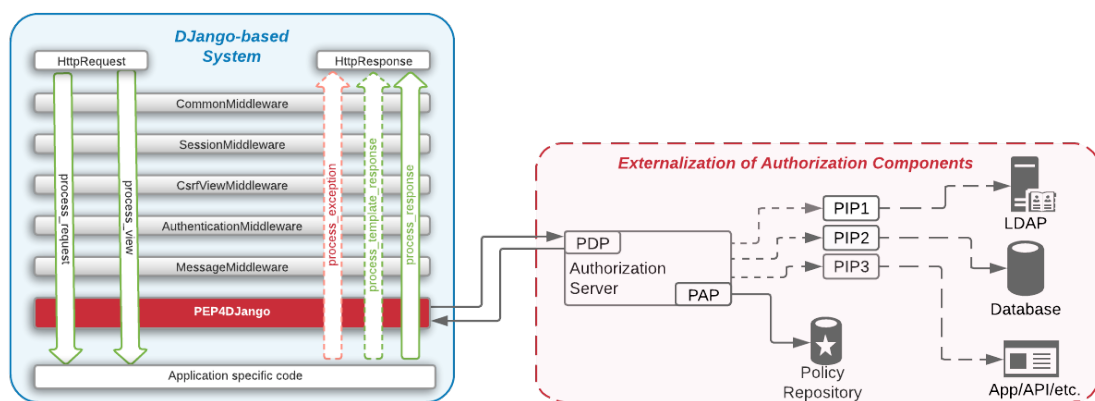 DJango-based
System
HttpRequest
HttpResponse
CommonMiddleware
SessionMiddleware
CsrfViewMiddleware
AuthenticationMiddleware
MessageMiddleware
PEP4DJango
Application specific code
process_request
process_view
process_exception
process_template_response
process_response
Externalization of Authorization Components
PDP
Authorization
Server
PAP
PIP1
PIP2
PIP3
LDAP
Database
App/API/etc.
Policy
Repository